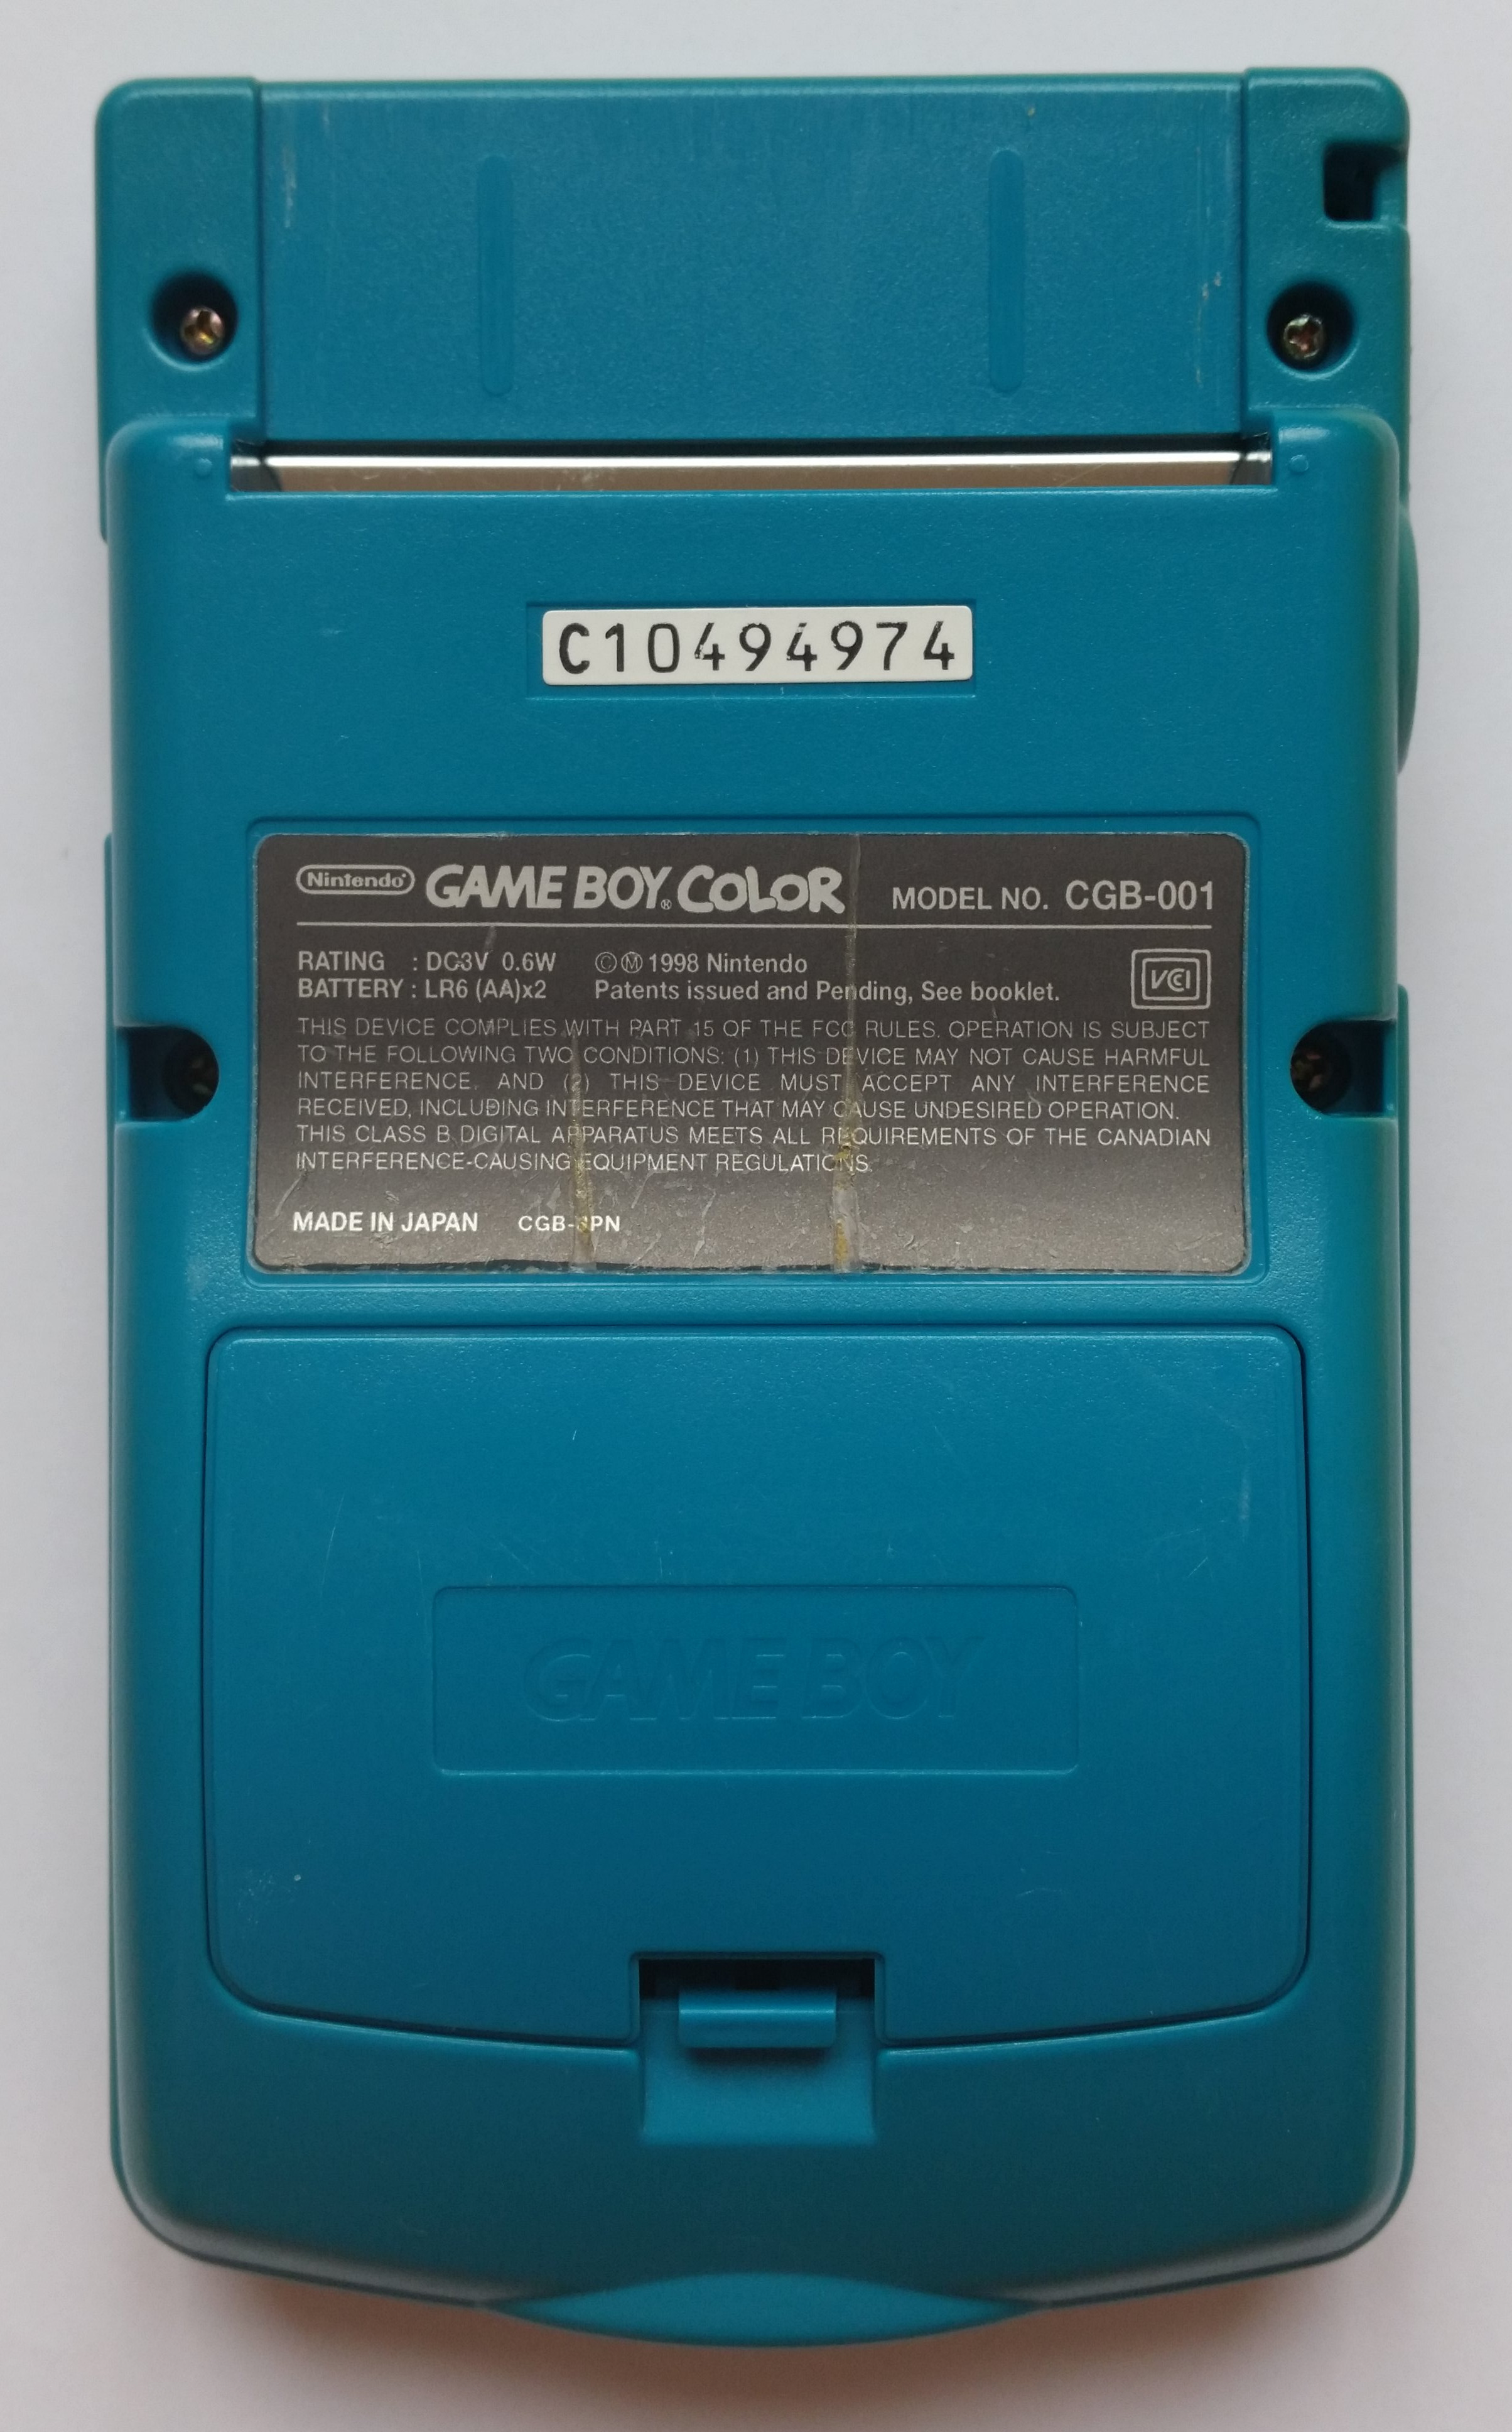 C10494974
Nintendo® GAME BOY® COLOR MODEL NO. CGB-001
RATING : DC3V 0.6W ©Ⓜ 1998 Nintendo
BATTERY : LR6 (AA)x2 Patents issued and Pending, See booklet.
VCCI
THIS DEVICE COMPLIES WITH PART 15 OF THE FCC RULES. OPERATION IS SUBJECT
TO THE FOLLOWING TWO CONDITIONS: (1) THIS DEVICE MAY NOT CAUSE HARMFUL
INTERFERENCE. AND (2) THIS DEVICE MUST ACCEPT ANY INTERFERENCE
RECEIVED, INCLUDING INTERFERENCE THAT MAY CAUSE UNDESIRED OPERATION.
THIS CLASS B DIGITAL APPARATUS MEETS ALL REQUIREMENTS OF THE CANADIAN
INTERFERENCE-CAUSING EQUIPMENT REGULATIONS.
MADE IN JAPAN CGB-JPN
GAME BOY